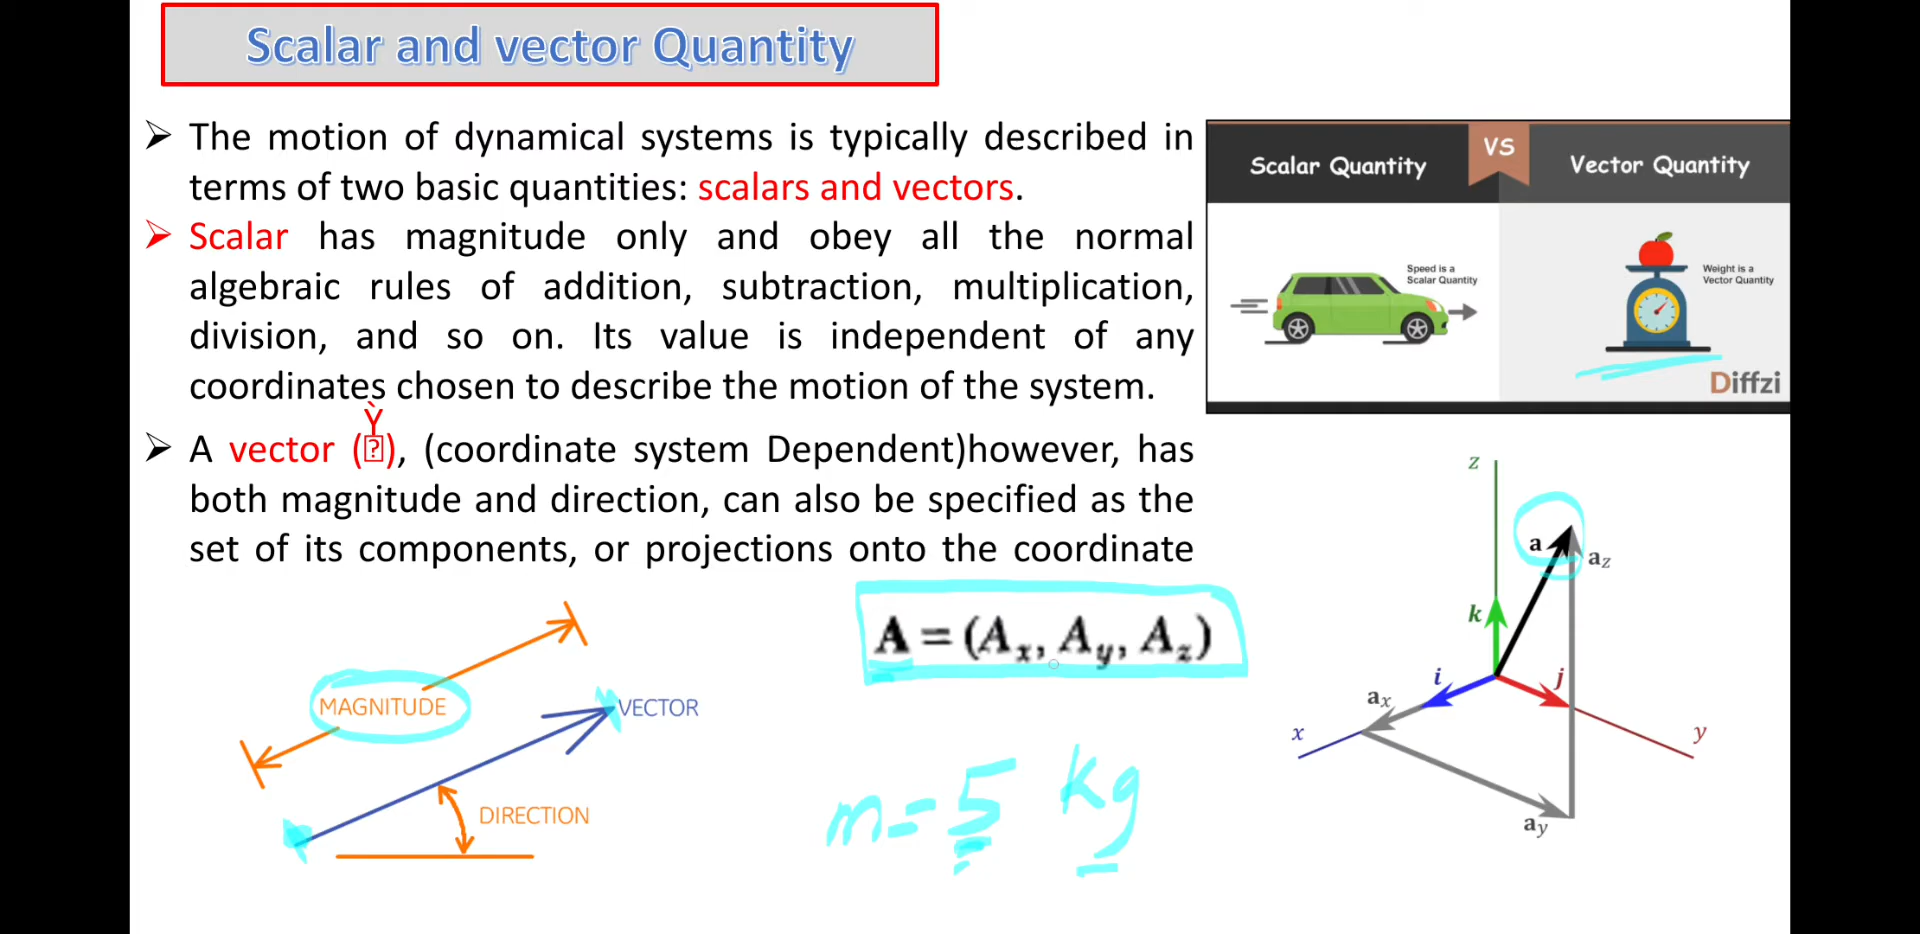 Scalar and vector Quantity
The motion of dynamical systems is typically described in
terms of two basic quantities: scalars and vectors.
Scalar has magnitude only and obey all the normal
algebraic rules of addition, subtraction, multiplication,
division, and so on. Its value is independent of any
coordinates chosen to describe the motion of the system.
A vector (), (coordinate system Dependent)however, has
both magnitude and direction, can also be specified as the
set of its components, or projections onto the coordinate
A = (Ax, Ay, Az)
MAGNITUDE
VECTOR
DIRECTION
m = 5 kg
Scalar Quantity
VS
Vector Quantity
Speed is a
Scalar Quantity
Weight is a
Vector Quantity
Diffzi
z
a
az
k
i
j
ax
x
y
ay